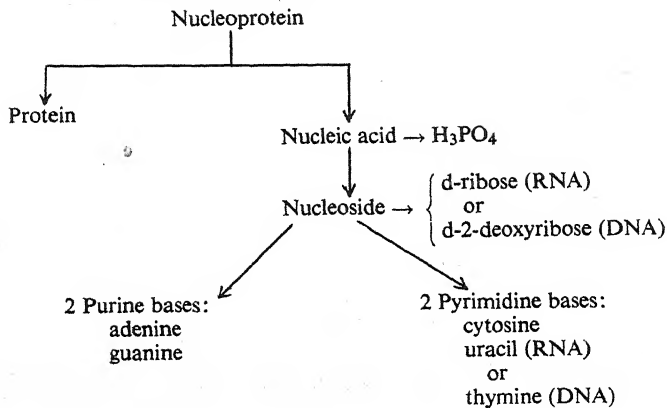 Nucleoprotein
Protein
Nucleic acid → H₃PO₄
Nucleoside →
d-ribose (RNA)
or
d-2-deoxyribose (DNA)
2 Purine bases:
adenine
guanine
2 Pyrimidine bases:
cytosine
uracil (RNA)
or
thymine (DNA)